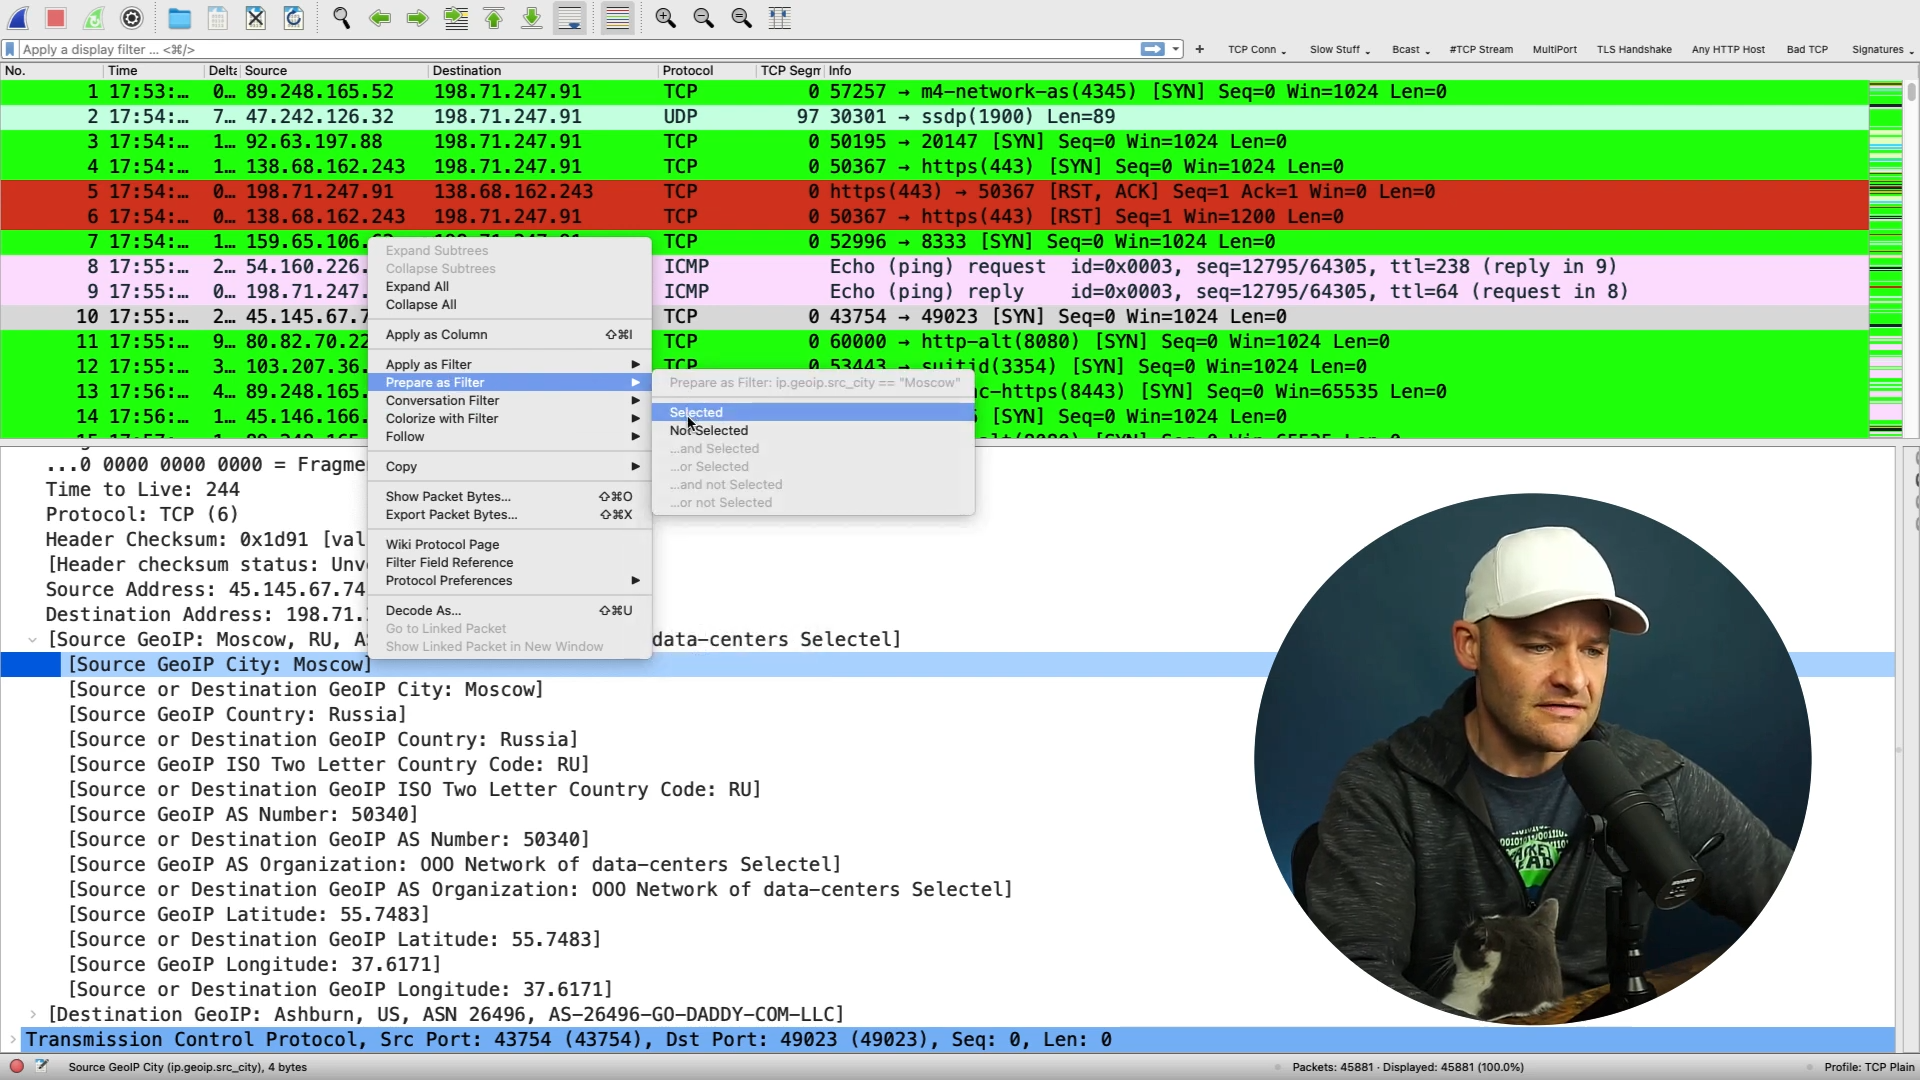 Apply a display filter ... <⌘/>
+ TCP Conn Slow Stuff Bcast #TCP Stream MultiPort TLS Handshake Any HTTP Host Bad TCP Signatures
No. Time Delta Source Destination Protocol TCP Segm Info
1 17:53:… 0… 89.248.165.52 198.71.247.91 TCP 0 57257 → m4-network-as(4345) [SYN] Seq=0 Win=1024 Len=0
2 17:54:… 7… 47.242.126.32 198.71.247.91 UDP 97 30301 → ssdp(1900) Len=89
3 17:54:… 1… 92.63.197.88 198.71.247.91 TCP 0 50195 → 20147 [SYN] Seq=0 Win=1024 Len=0
4 17:54:… 1… 138.68.162.243 198.71.247.91 TCP 0 50367 → https(443) [SYN] Seq=0 Win=1024 Len=0
5 17:54:… 0… 198.71.247.91 138.68.162.243 TCP 0 https(443) → 50367 [RST, ACK] Seq=1 Ack=1 Win=0 Len=0
6 17:54:… 0… 138.68.162.243 198.71.247.91 TCP 0 50367 → https(443) [RST] Seq=1 Win=1200 Len=0
7 17:54:… 1… 159.65.106. TCP 0 52996 → 8333 [SYN] Seq=0 Win=1024 Len=0
8 17:55:… 2… 54.160.226. ICMP Echo (ping) request id=0x0003, seq=12795/64305, ttl=238 (reply in 9)
9 17:55:… 0… 198.71.247. ICMP Echo (ping) reply id=0x0003, seq=12795/64305, ttl=64 (request in 8)
10 17:55:… 2… 45.145.67.7 TCP 0 43754 → 49023 [SYN] Seq=0 Win=1024 Len=0
11 17:55:… 9… 80.82.70.22 TCP 0 60000 → http-alt(8080) [SYN] Seq=0 Win=1024 Len=0
12 17:55:… 3… 103.207.36. TCP 0 53443 → suitjd(3354) [SYN] Seq=0 Win=1024 Len=0
13 17:56:… 4… 89.248.165 c-https(8443) [SYN] Seq=0 Win=65535 Len=0
14 17:56:… 1… 45.146.166 [SYN] Seq=0 Win=1024 Len=0
Expand Subtrees
Collapse Subtrees
Expand All
Collapse All
Apply as Column ⇧⌘I
Apply as Filter
Prepare as Filter
Conversation Filter
Colorize with Filter
Follow
Copy
Show Packet Bytes... ⇧⌘O
Export Packet Bytes... ⇧⌘X
Wiki Protocol Page
Filter Field Reference
Protocol Preferences
Decode As... ⇧⌘U
Go to Linked Packet
Show Linked Packet in New Window
Prepare as Filter: ip.geoip.src_city == "Moscow"
Selected
Not Selected
...and Selected
...or Selected
...and not Selected
...or not Selected
...0 0000 0000 0000 = Fragme
Time to Live: 244
Protocol: TCP (6)
Header Checksum: 0x1d91 [val
[Header checksum status: Unv
Source Address: 45.145.67.74
Destination Address: 198.71.
[Source GeoIP: Moscow, RU, A data-centers Selectel]
[Source GeoIP City: Moscow]
[Source or Destination GeoIP City: Moscow]
[Source GeoIP Country: Russia]
[Source or Destination GeoIP Country: Russia]
[Source GeoIP ISO Two Letter Country Code: RU]
[Source or Destination GeoIP ISO Two Letter Country Code: RU]
[Source GeoIP AS Number: 50340]
[Source or Destination GeoIP AS Number: 50340]
[Source GeoIP AS Organization: OOO Network of data-centers Selectel]
[Source or Destination GeoIP AS Organization: OOO Network of data-centers Selectel]
[Source GeoIP Latitude: 55.7483]
[Source or Destination GeoIP Latitude: 55.7483]
[Source GeoIP Longitude: 37.6171]
[Source or Destination GeoIP Longitude: 37.6171]
[Destination GeoIP: Ashburn, US, ASN 26496, AS-26496-GO-DADDY-COM-LLC]
Transmission Control Protocol, Src Port: 43754 (43754), Dst Port: 49023 (49023), Seq: 0, Len: 0
Source GeoIP City (ip.geoip.src_city), 4 bytes Packets: 45881 · Displayed: 45881 (100.0%) Profile: TCP Plain